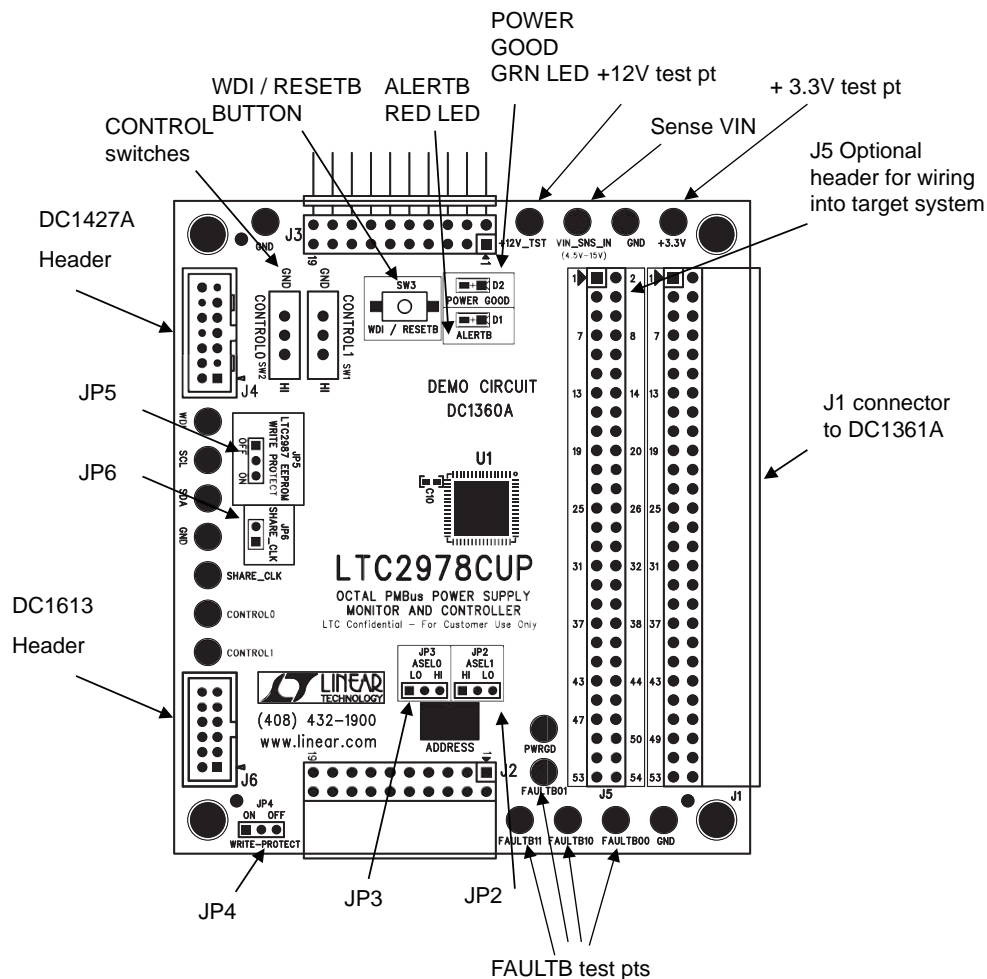 POWER
GOOD
GRN LED
+12V test pt
+ 3.3V test pt
WDI / RESETB
BUTTON
ALERTB
RED LED
Sense VIN
CONTROL
switches
J5 Optional
header for wiring
into target system
DC1427A
Header
J3
GND
19
1
+12V_TST
VIN_SNS_IN
(4.5V-15V)
GND
+3.3V
GND
GND
SW3
WDI / RESETB
D2
POWER GOOD
D1
ALERTB
CONTROL0
SW2
CONTROL1
SW1
HI
HI
J4
1
2
1
7
8
7
13
14
13
19
20
19
25
26
25
31
32
31
37
38
37
43
44
43
47
50
49
53
54
53
J5
J1
DEMO CIRCUIT
DC1360A
J1 connector
to DC1361A
JP5
JP6
WDI
SCL
SDA
GND
SHARE_CLK
CONTROL0
CONTROL1
OFF
ON
JP5
LTC2987 EEPROM
WRITE PROTECT
JP6
SHARE_CLK
U1
C10
LTC2978CUP
OCTAL PMBus POWER SUPPLY
MONITOR AND CONTROLLER
LTC Confidential – For Customer Use Only
DC1613
Header
JP3
ASEL0
LO HI
JP2
ASEL1
HI LO
ADDRESS
LINEAR
TECHNOLOGY
(408) 432-1900
www.linear.com
J6
19
1
J2
PWRGD
FAULTB01
FAULTB11
FAULTB10
FAULTB00
GND
JP4
ON OFF
WRITE-PROTECT
JP4
JP3
JP2
FAULTB test pts